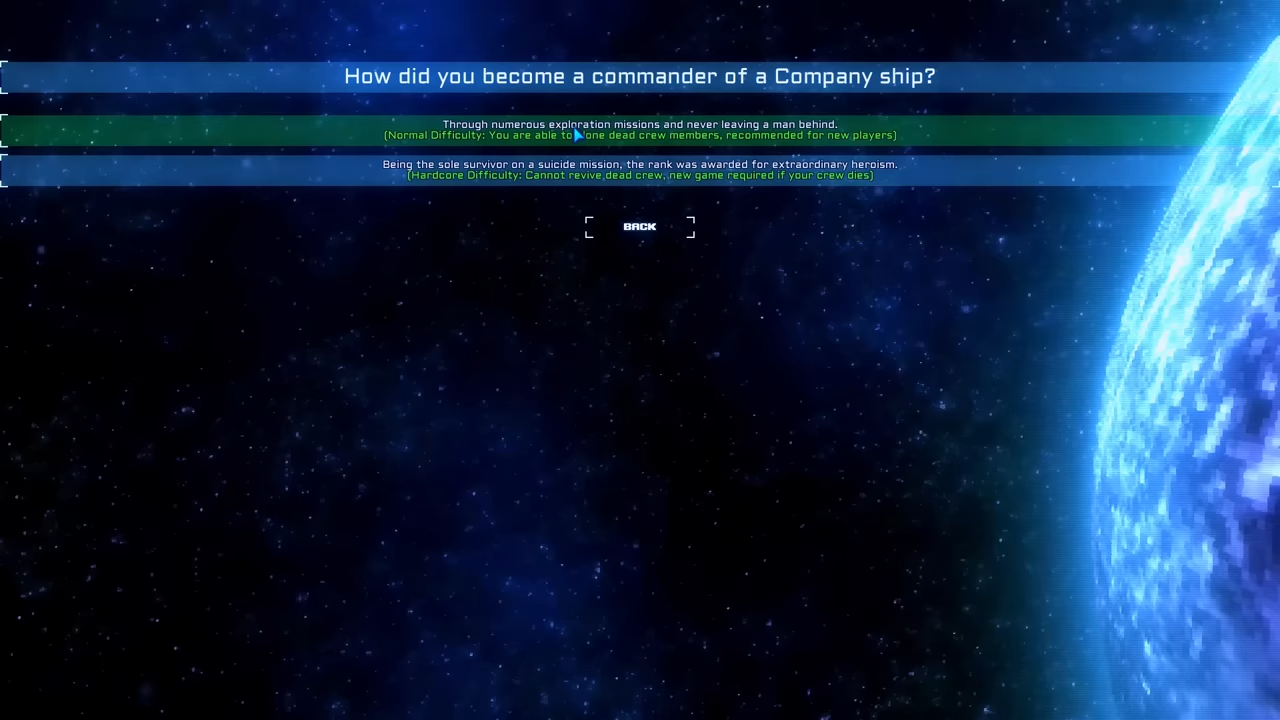 How did you become a commander of a Company ship?
Through numerous exploration missions and never leaving a man behind.
(Normal Difficulty: You are able to clone dead crew members, recommended for new players)
Being the sole survivor on a suicide mission, the rank was awarded for extraordinary heroism.
(Hardcore Difficulty: Cannot revive dead crew, new game required if your crew dies)
BACK